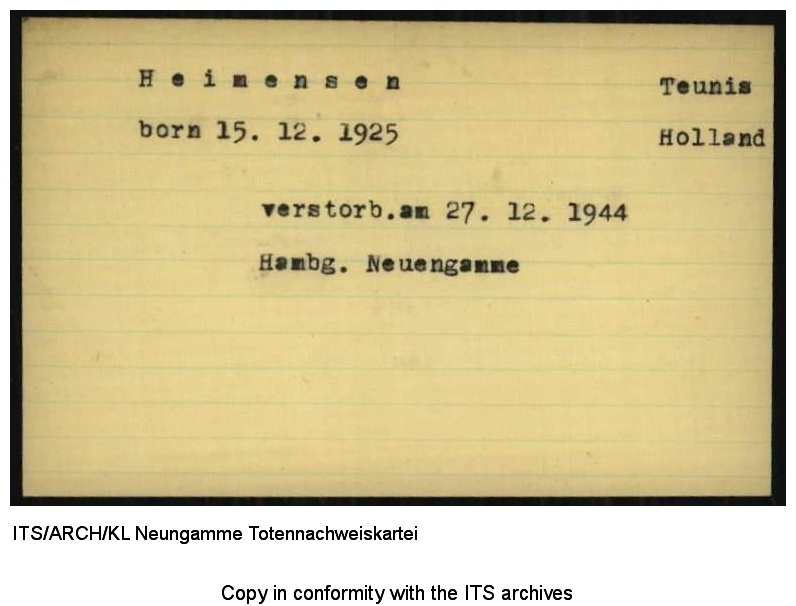 H e i m e n s e n Teunis
born 15. 12. 1925 Holland
verstorb.am 27. 12. 1944
Hambg. Neuengamme
ITS/ARCH/KL Neungamme Totennachweiskartei
Copy in conformity with the ITS archives